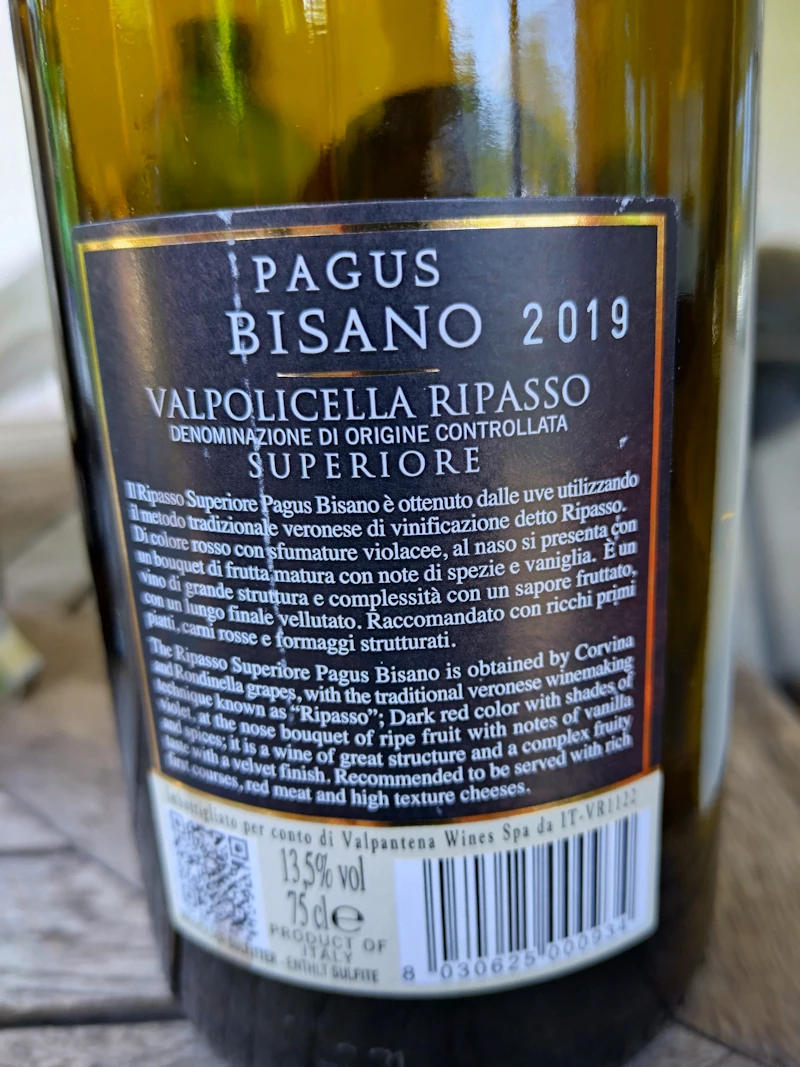 PAGUS
BISANO 2019
VALPOLICELLA RIPASSO
DENOMINAZIONE DI ORIGINE CONTROLLATA
SUPERIORE
Il Ripasso Superiore Pagus Bisano è ottenuto dalle uve utilizzando
il metodo tradizionale veronese di vinificazione detto Ripasso.
Di colore rosso con sfumature violacee, al naso si presenta con
un bouquet di frutta matura con note di spezie e vaniglia. È un
vino di grande struttura e complessità con un sapore fruttato,
con un lungo finale vellutato. Raccomandato con ricchi primi
piatti, carni rosse e formaggi strutturati.
The Ripasso Superiore Pagus Bisano is obtained by Corvina
and Rondinella grapes, with the traditional veronese winemaking
technique known as “Ripasso”; Dark red color with shades of
violet, at the nose bouquet of ripe fruit with notes of vanilla
and spices; it is a wine of great structure and a complex fruity
taste with a velvet finish. Recommended to be served with rich
first courses, red meat and high texture cheeses.
Imbottigliato per conto di Valpantena Wines Spa da IT-VR1122
13,5% vol
75 cl e
PRODUCT OF
ITALY
ENTHLT SULFITE
8 030625 000934